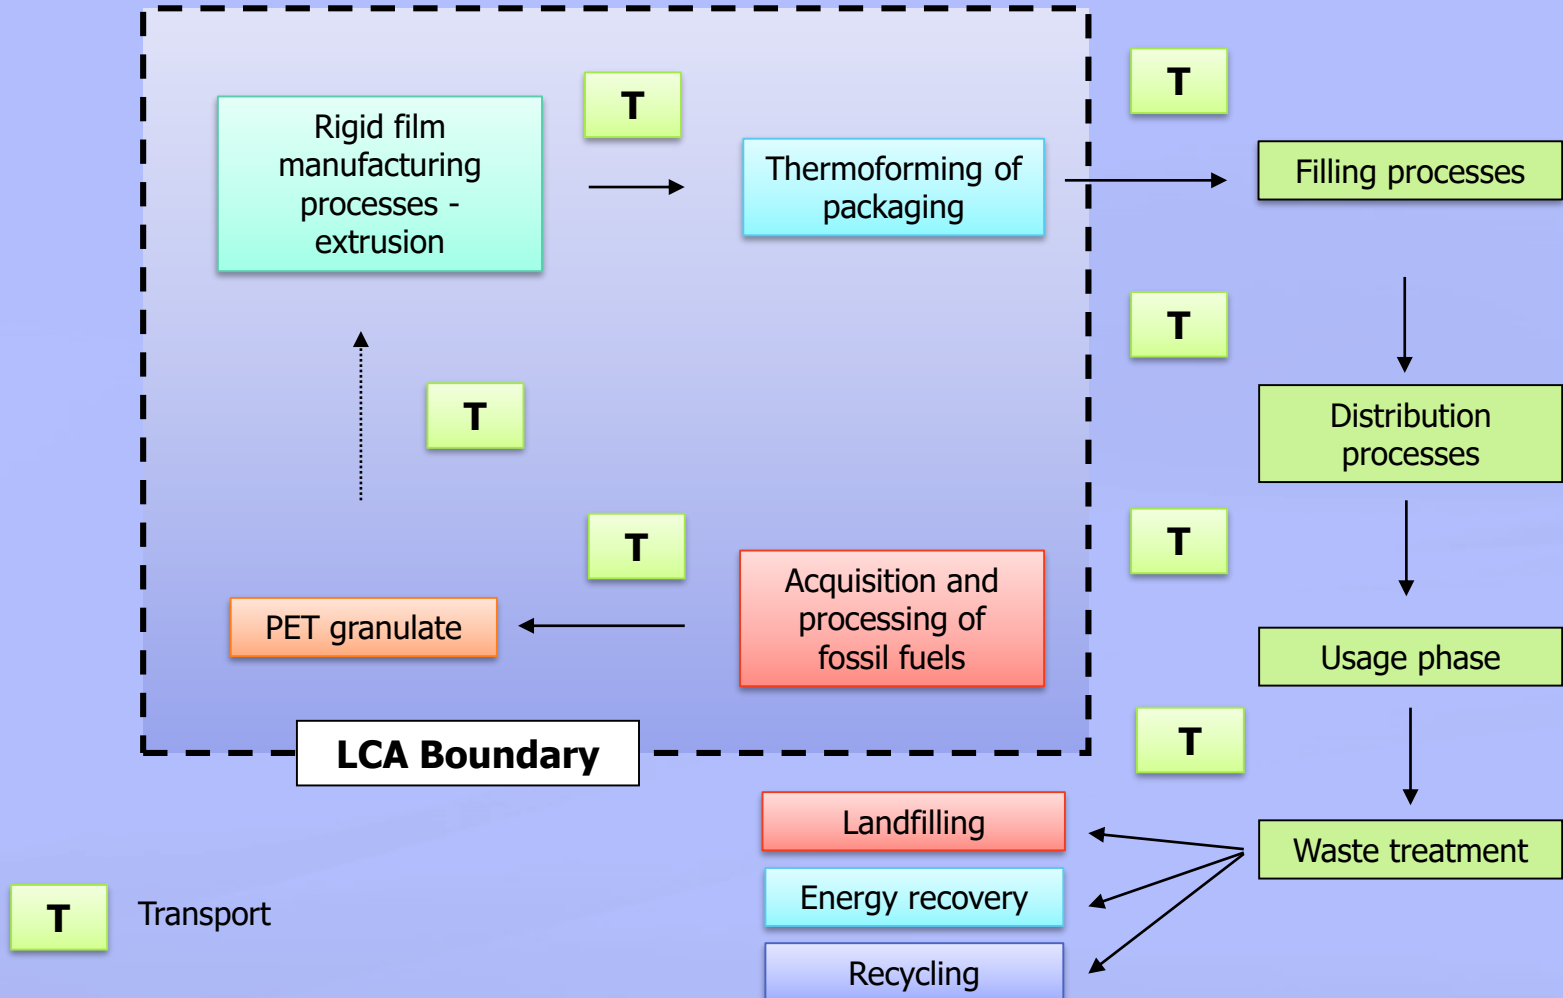 T
T
Rigid film
manufacturing
processes -
extrusion
Thermoforming of
packaging
Filling processes
T
T
Distribution
processes
T
T
Acquisition and
processing of
fossil fuels
PET granulate
Usage phase
T
LCA Boundary
Landfilling
Waste treatment
Energy recovery
T
Transport
Recycling